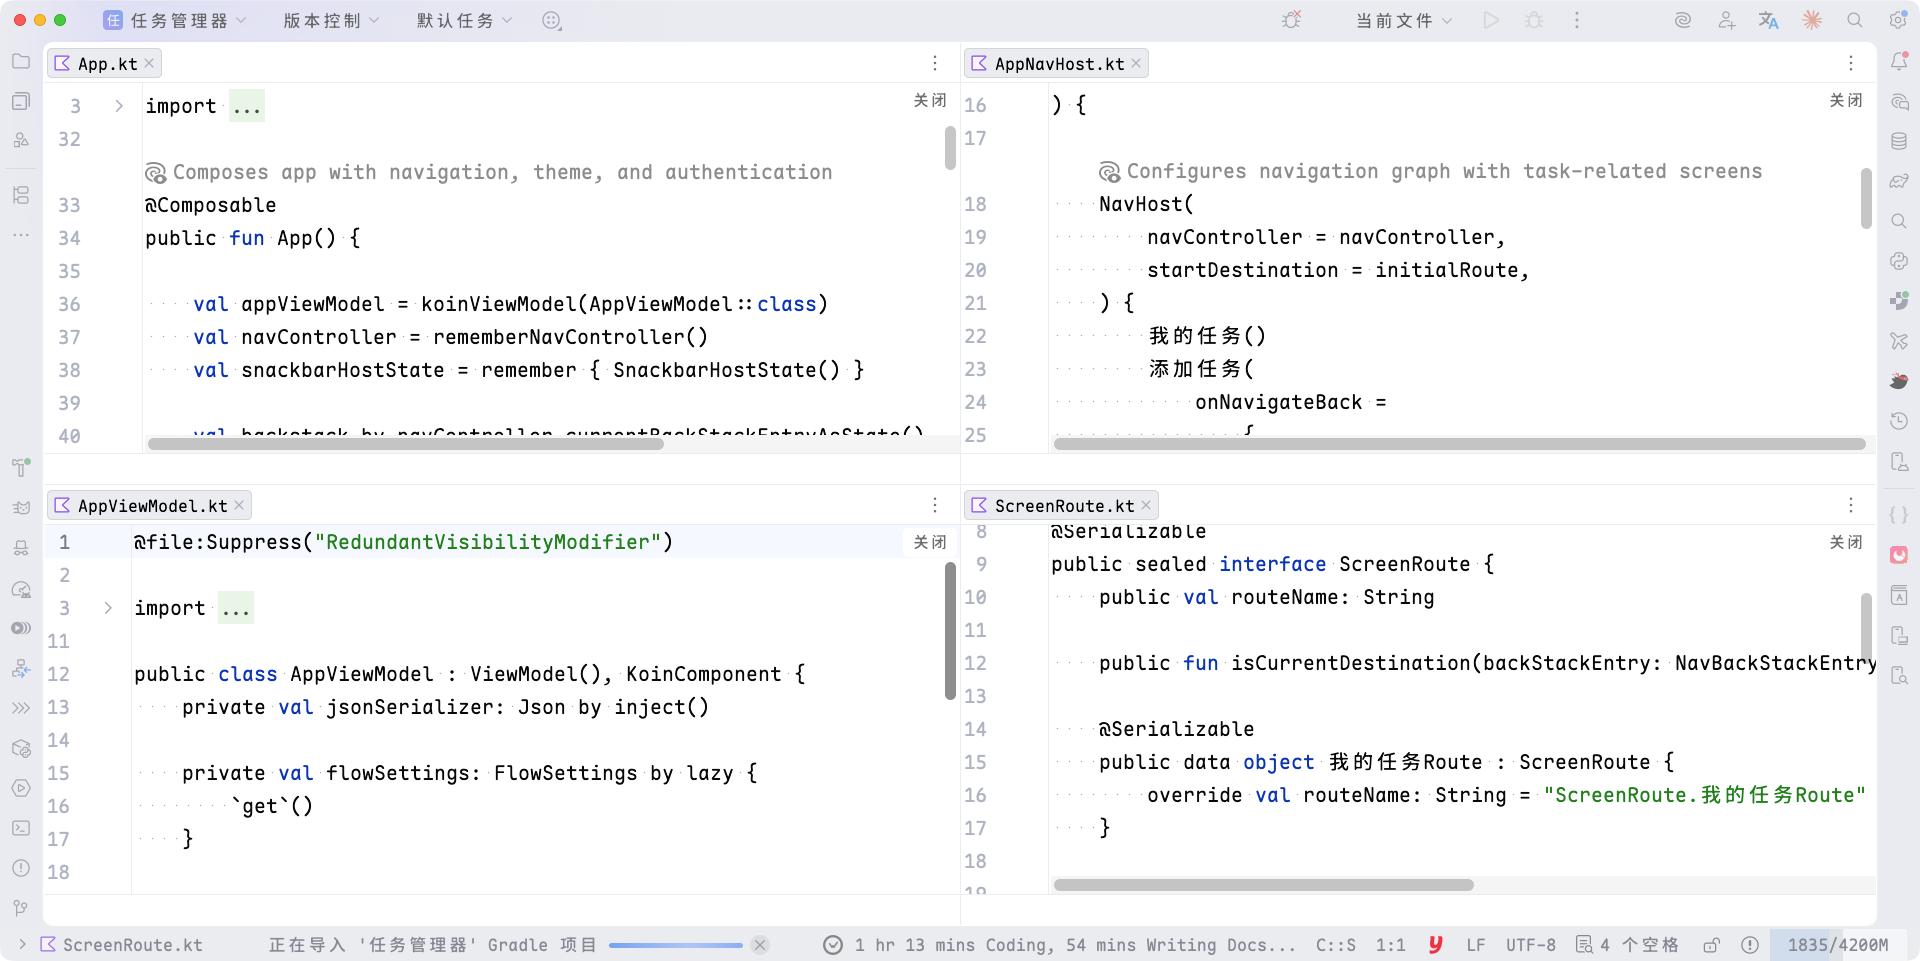 任 任务管理器 版本控制 默认任务 当前文件
App.kt
关闭
3 import ...
32
Composes app with navigation, theme, and authentication
33 @Composable
34 public fun App() {
35
36 val appViewModel = koinViewModel(AppViewModel::class)
37 val navController = rememberNavController()
38 val snackbarHostState = remember { SnackbarHostState() }
39
40 val backstack by navController.currentBackStackEntryAsState()
AppNavHost.kt
关闭
16 ) {
17
Configures navigation graph with task-related screens
18 NavHost(
19 navController = navController,
20 startDestination = initialRoute,
21 ) {
22 我的任务()
23 添加任务(
24 onNavigateBack =
25 {
AppViewModel.kt
关闭
1 @file:Suppress("RedundantVisibilityModifier")
2
3 import ...
11
12 public class AppViewModel : ViewModel(), KoinComponent {
13 private val jsonSerializer: Json by inject()
14
15 private val flowSettings: FlowSettings by lazy {
16 `get`()
17 }
18
ScreenRoute.kt
关闭
8 @Serializable
9 public sealed interface ScreenRoute {
10 public val routeName: String
11
12 public fun isCurrentDestination(backStackEntry: NavBackStackEntry
13
14 @Serializable
15 public data object 我的任务Route : ScreenRoute {
16 override val routeName: String = "ScreenRoute.我的任务Route"
17 }
18
19
ScreenRoute.kt 正在导入 '任务管理器' Gradle 项目 1 hr 13 mins Coding, 54 mins Writing Docs... C::S 1:1 y LF UTF-8 4 个空格 1835/4200M